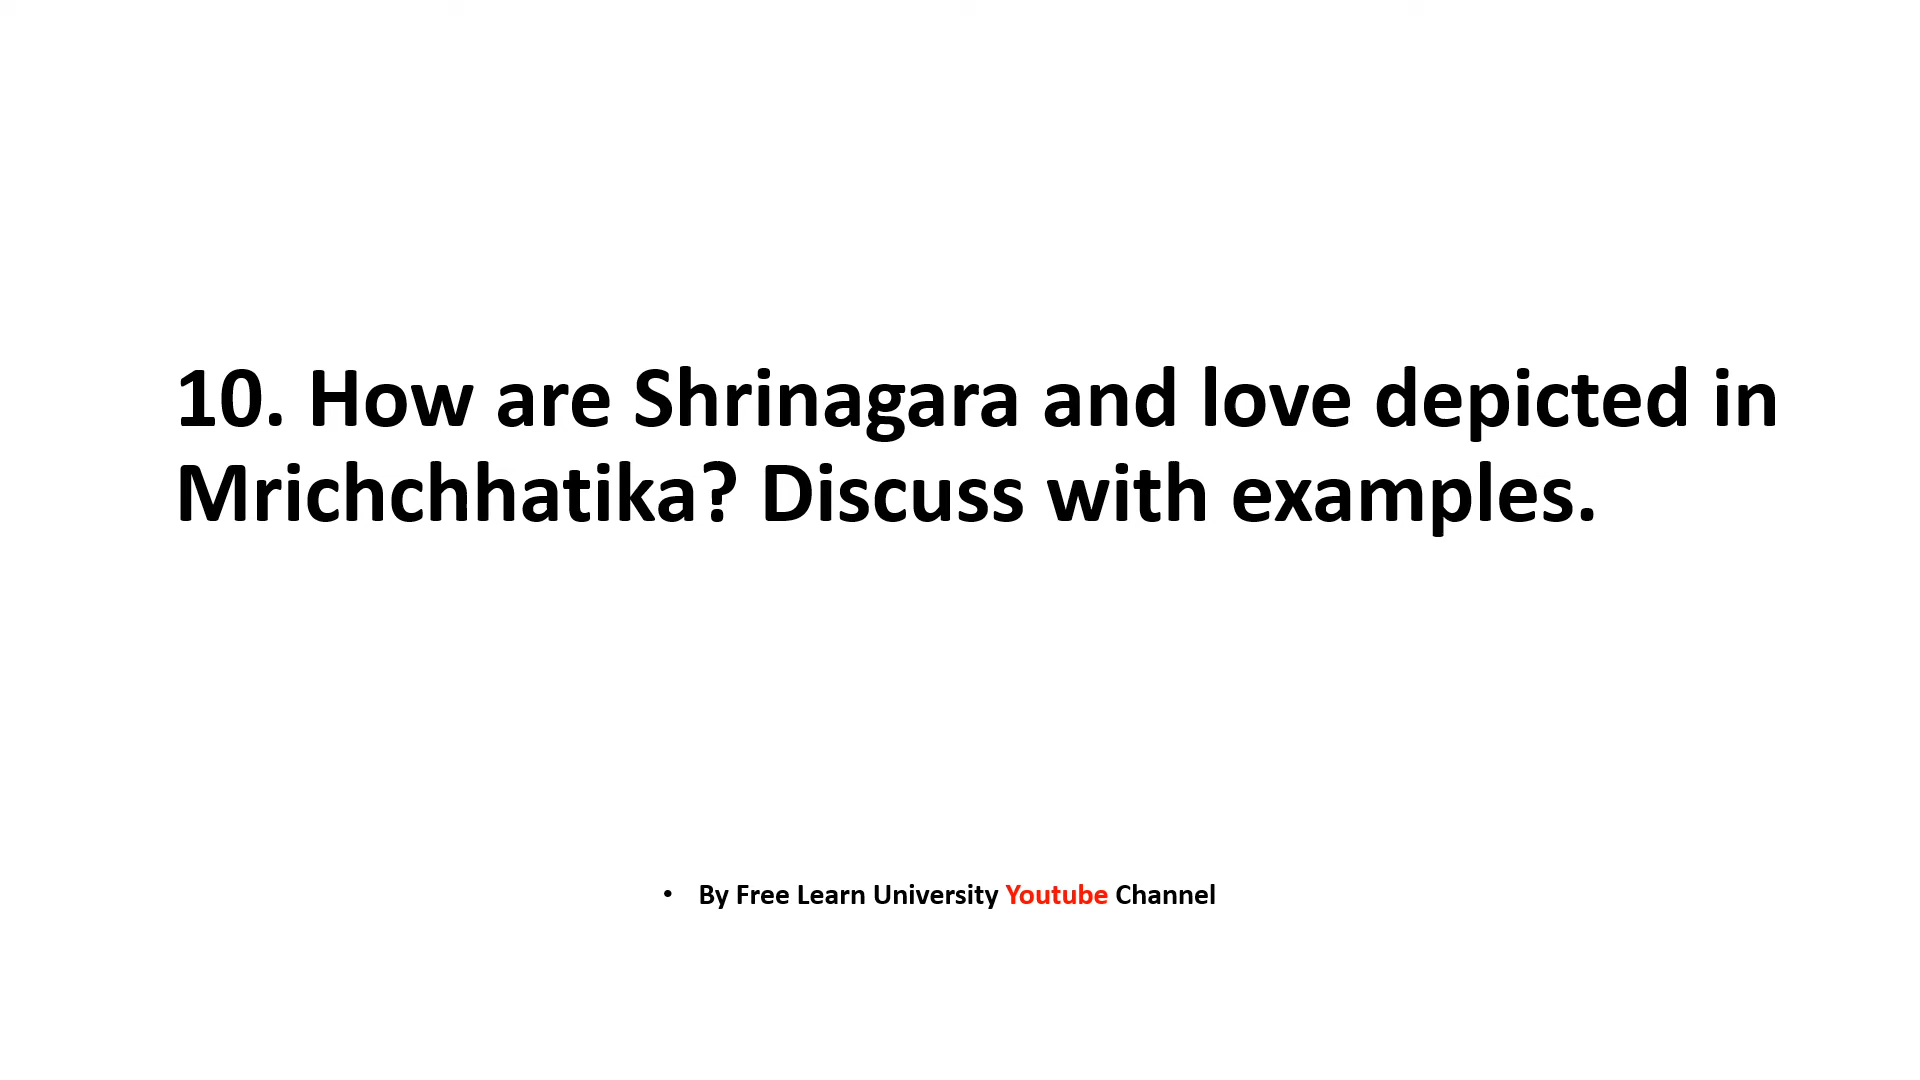 10. How are Shrinagara and love depicted in
Mrichchhatika? Discuss with examples.
• By Free Learn University Youtube Channel